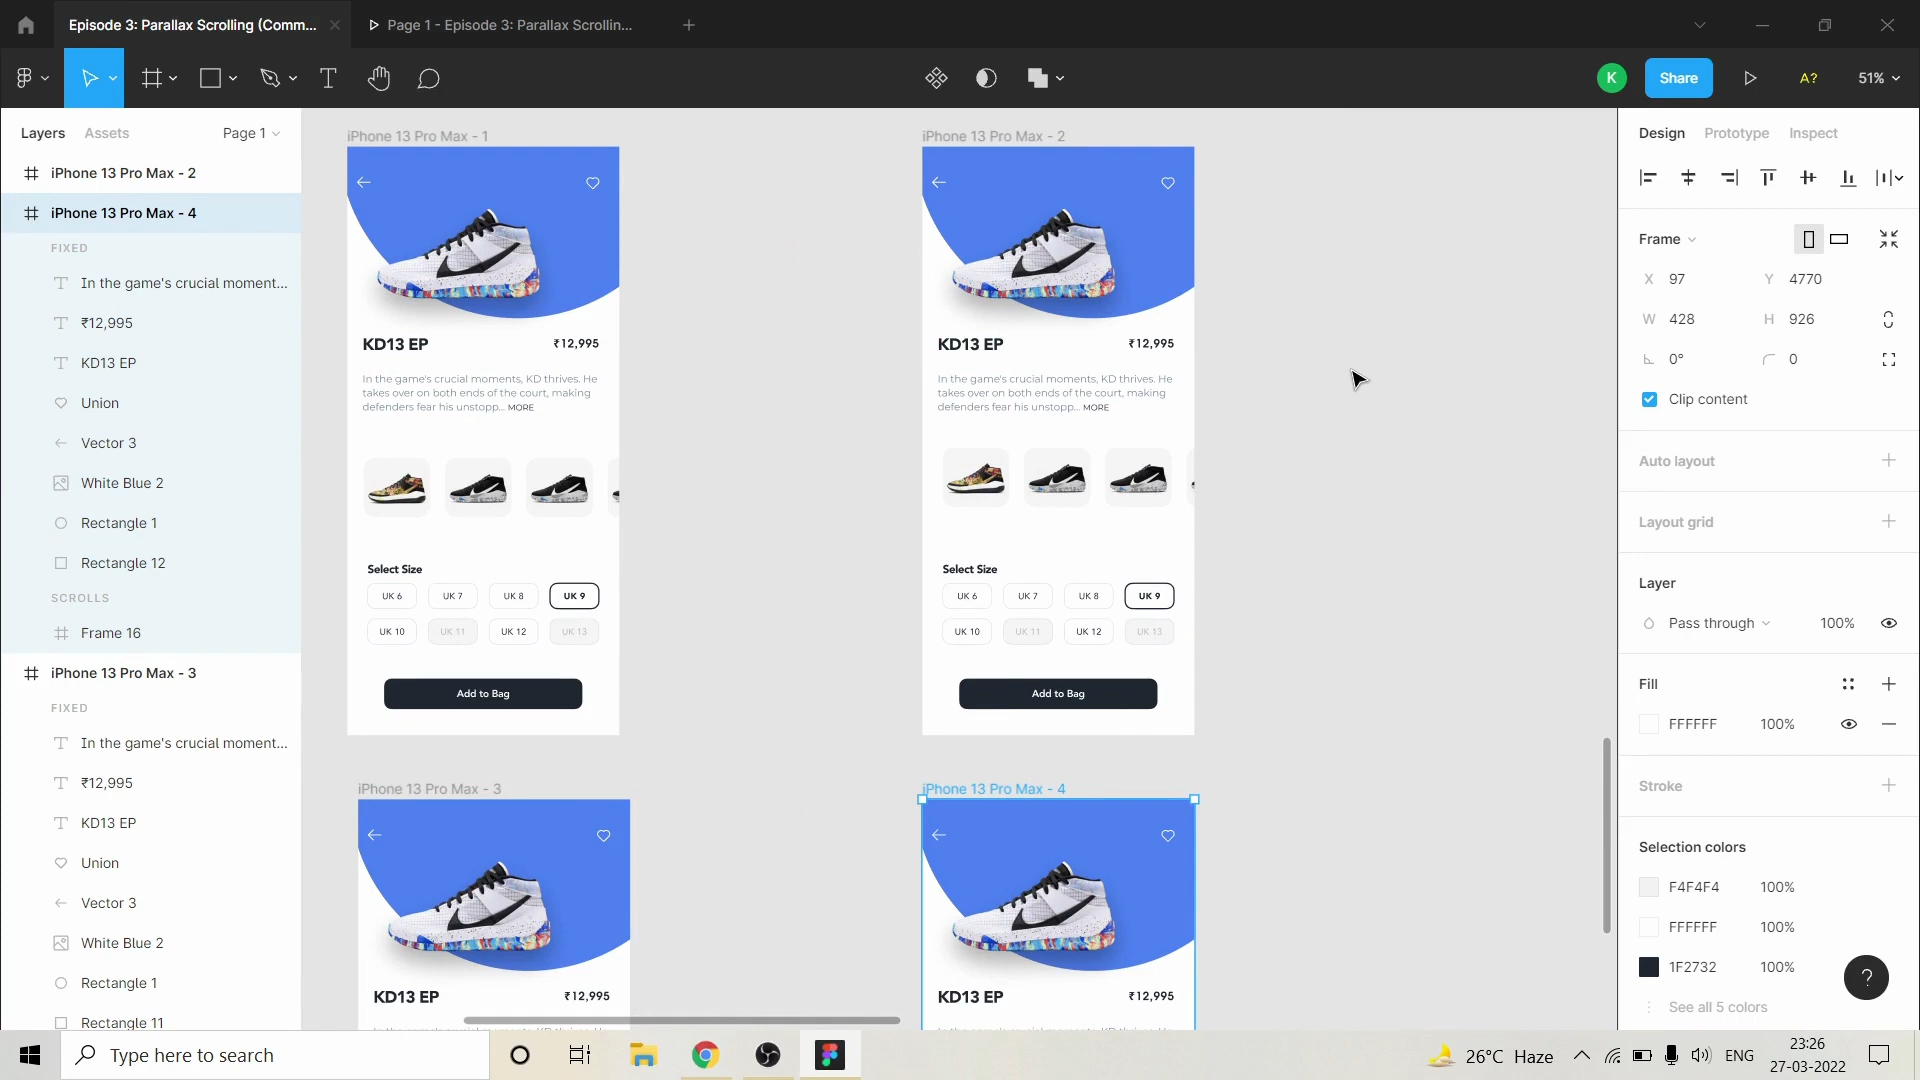 Episode 3: Parallax Scrolling (Comm...
Page 1 - Episode 3: Parallax Scrollin...
K
Share
A?
51%
Layers
Assets
Page 1
iPhone 13 Pro Max - 2
iPhone 13 Pro Max - 4
FIXED
In the game's crucial moment...
₹12,995
KD13 EP
Union
Vector 3
White Blue 2
Rectangle 1
Rectangle 12
SCROLLS
Frame 16
iPhone 13 Pro Max - 3
FIXED
In the game's crucial moment...
₹12,995
KD13 EP
Union
Vector 3
White Blue 2
Rectangle 1
Rectangle 11
iPhone 13 Pro Max - 1
KD13 EP
₹12,995
In the game's crucial moments, KD thrives. He
takes over on both ends of the court, making
defenders fear his unstopp... MORE
Select Size
UK 6
UK 7
UK 8
UK 9
UK 10
UK 11
UK 12
UK 13
Add to Bag
iPhone 13 Pro Max - 2
KD13 EP
₹12,995
In the game's crucial moments, KD thrives. He
takes over on both ends of the court, making
defenders fear his unstopp... MORE
Select Size
UK 6
UK 7
UK 8
UK 9
UK 10
UK 11
UK 12
UK 13
Add to Bag
iPhone 13 Pro Max - 3
KD13 EP
₹12,995
iPhone 13 Pro Max - 4
KD13 EP
₹12,995
Design
Prototype
Inspect
Frame
X 97
Y 4770
W 428
H 926
0°
0
Clip content
Auto layout
Layout grid
Layer
Pass through
100%
Fill
FFFFFF
100%
Stroke
Selection colors
F4F4F4
100%
FFFFFF
100%
1F2732
100%
See all 5 colors
?
Type here to search
26°C Haze
ENG
23:26
27-03-2022